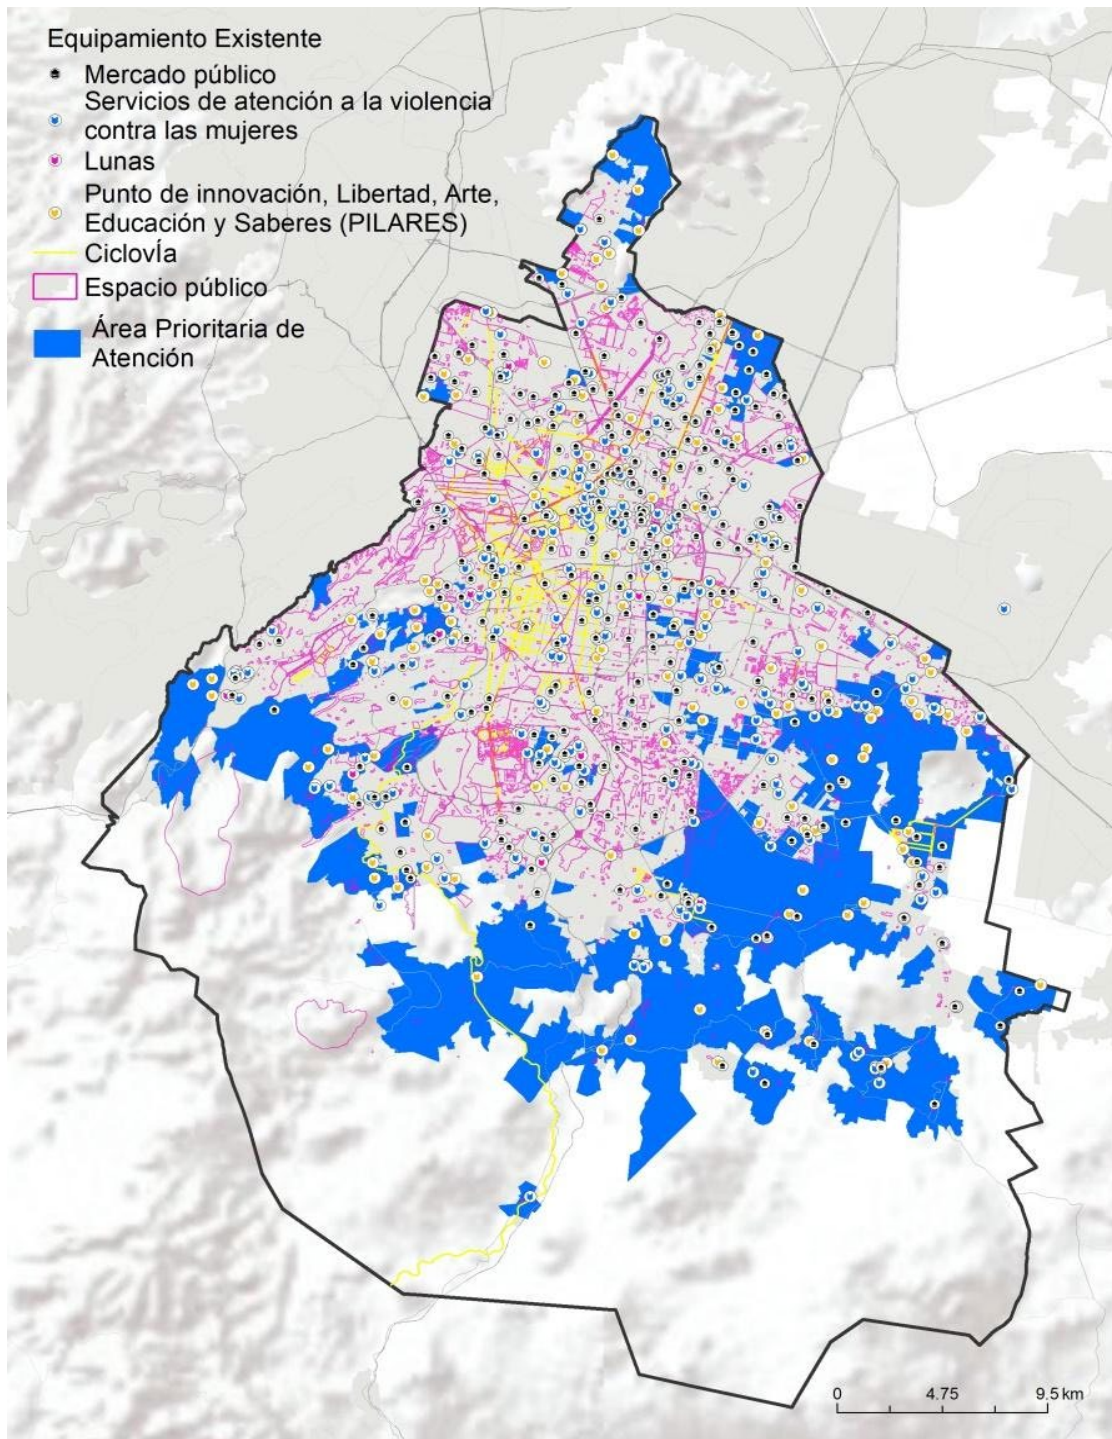 Equipamiento Existente
Mercado público
Servicios de atención a la violencia
contra las mujeres
Lunas
Punto de innovación, Libertad, Arte,
Educación y Saberes (PILARES)
CiclovÍa
Espacio público
Área Prioritaria de
Atención
0 4.75 9.5 km